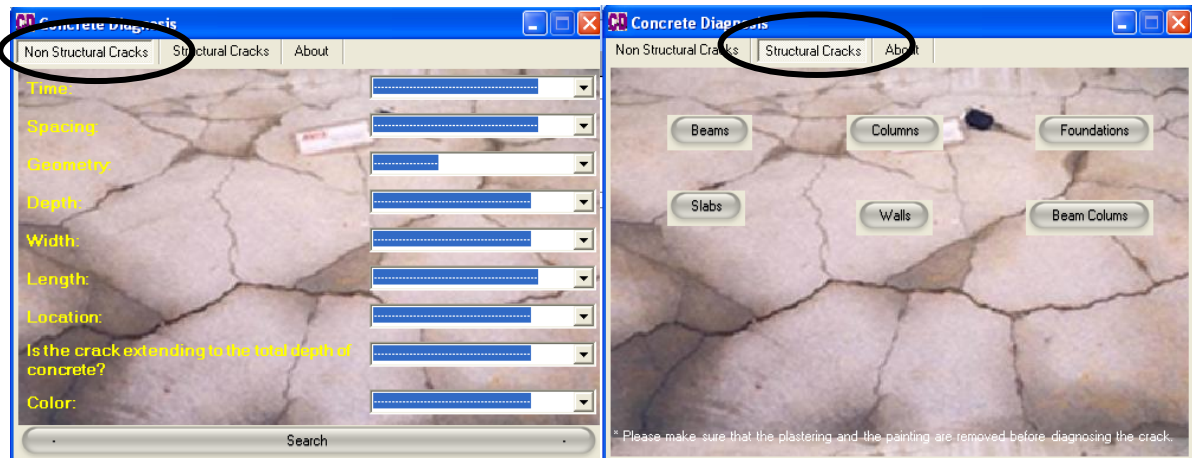 Concrete Diagnosis
Non Structural Cracks Structural Cracks About
Time:
Spacing:
Geometry:
Depth:
Width:
Length:
Location:
Is the crack extending to the total depth of
concrete?
Color:
Search
Concrete Diagnosis
Non Structural Cracks Structural Cracks About
Beams Columns Foundations
Slabs Walls Beam Colums
* Please make sure that the plastering and the painting are removed before diagnosing the crack.